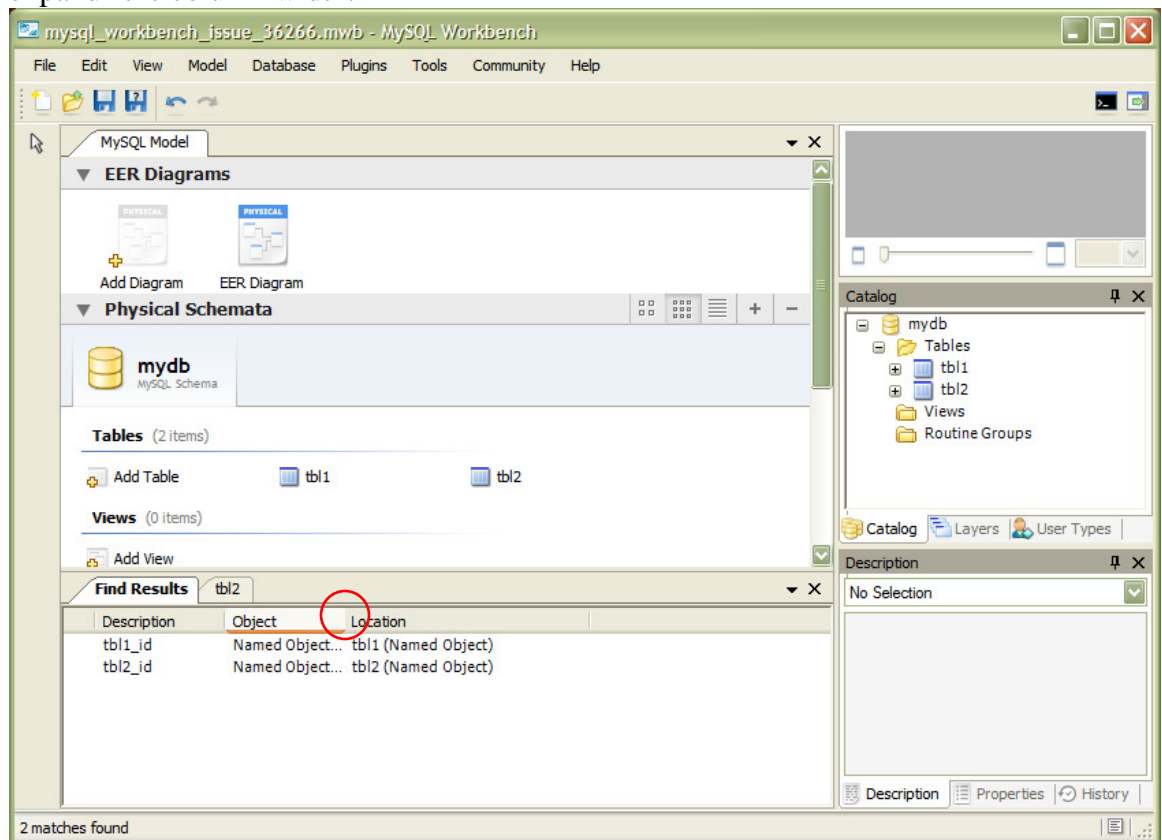 mysql_workbench_issue_36266.mwb - MySQL Workbench
File Edit View Model Database Plugins Tools Community Help
MySQL Model
EER Diagrams
PHYSICAL PHYSICAL
Add Diagram EER Diagram
Physical Schemata
mydb
MySQL Schema
Tables (2 items)
Add Table tbl1 tbl2
Views (0 items)
Add View
Find Results tbl2
Description Object Location
tbl1_id Named Object... tbl1 (Named Object)
tbl2_id Named Object... tbl2 (Named Object)
Catalog
mydb
Tables
tbl1
tbl2
Views
Routine Groups
Catalog Layers User Types
Description
No Selection
Description Properties History
2 matches found